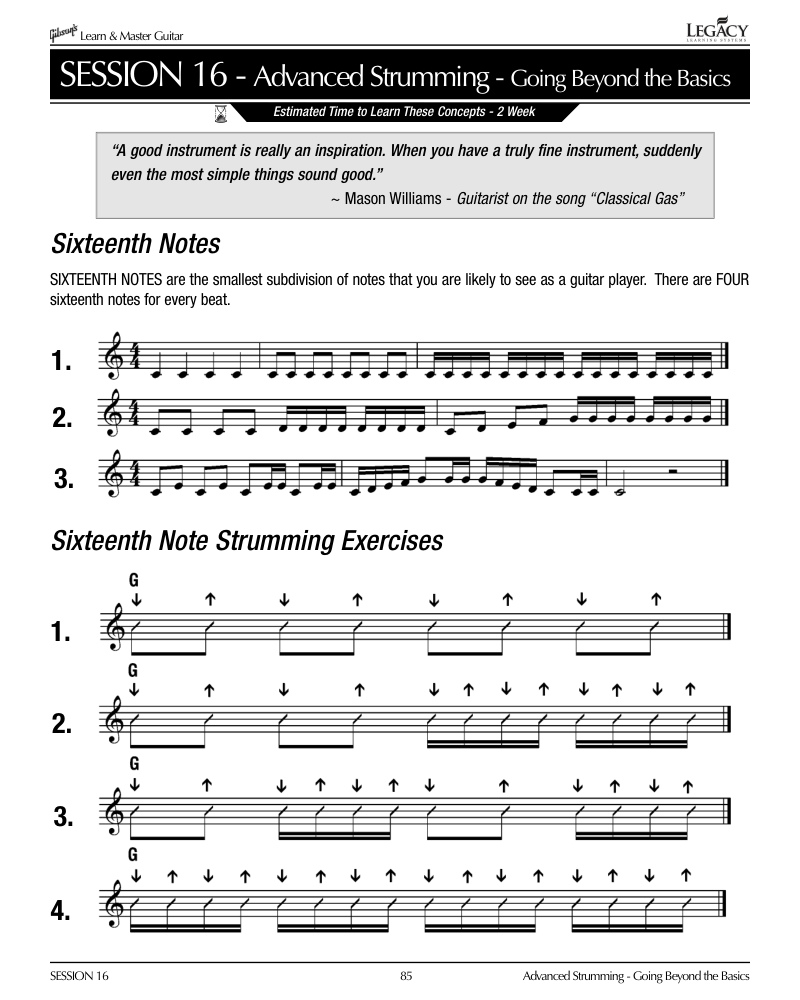 Gibson's Learn & Master Guitar
LEGACY
LEARNING SYSTEMS
SESSION 16 - Advanced Strumming - Going Beyond the Basics
Estimated Time to Learn These Concepts - 2 Week
“A good instrument is really an inspiration. When you have a truly fine instrument, suddenly
even the most simple things sound good.”
~ Mason Williams - Guitarist on the song “Classical Gas”
Sixteenth Notes
SIXTEENTH NOTES are the smallest subdivision of notes that you are likely to see as a guitar player. There are FOUR
sixteenth notes for every beat.
1.
2.
3.
Sixteenth Note Strumming Exercises
G
1.
G
2.
G
3.
G
4.
SESSION 16 85 Advanced Strumming - Going Beyond the Basics